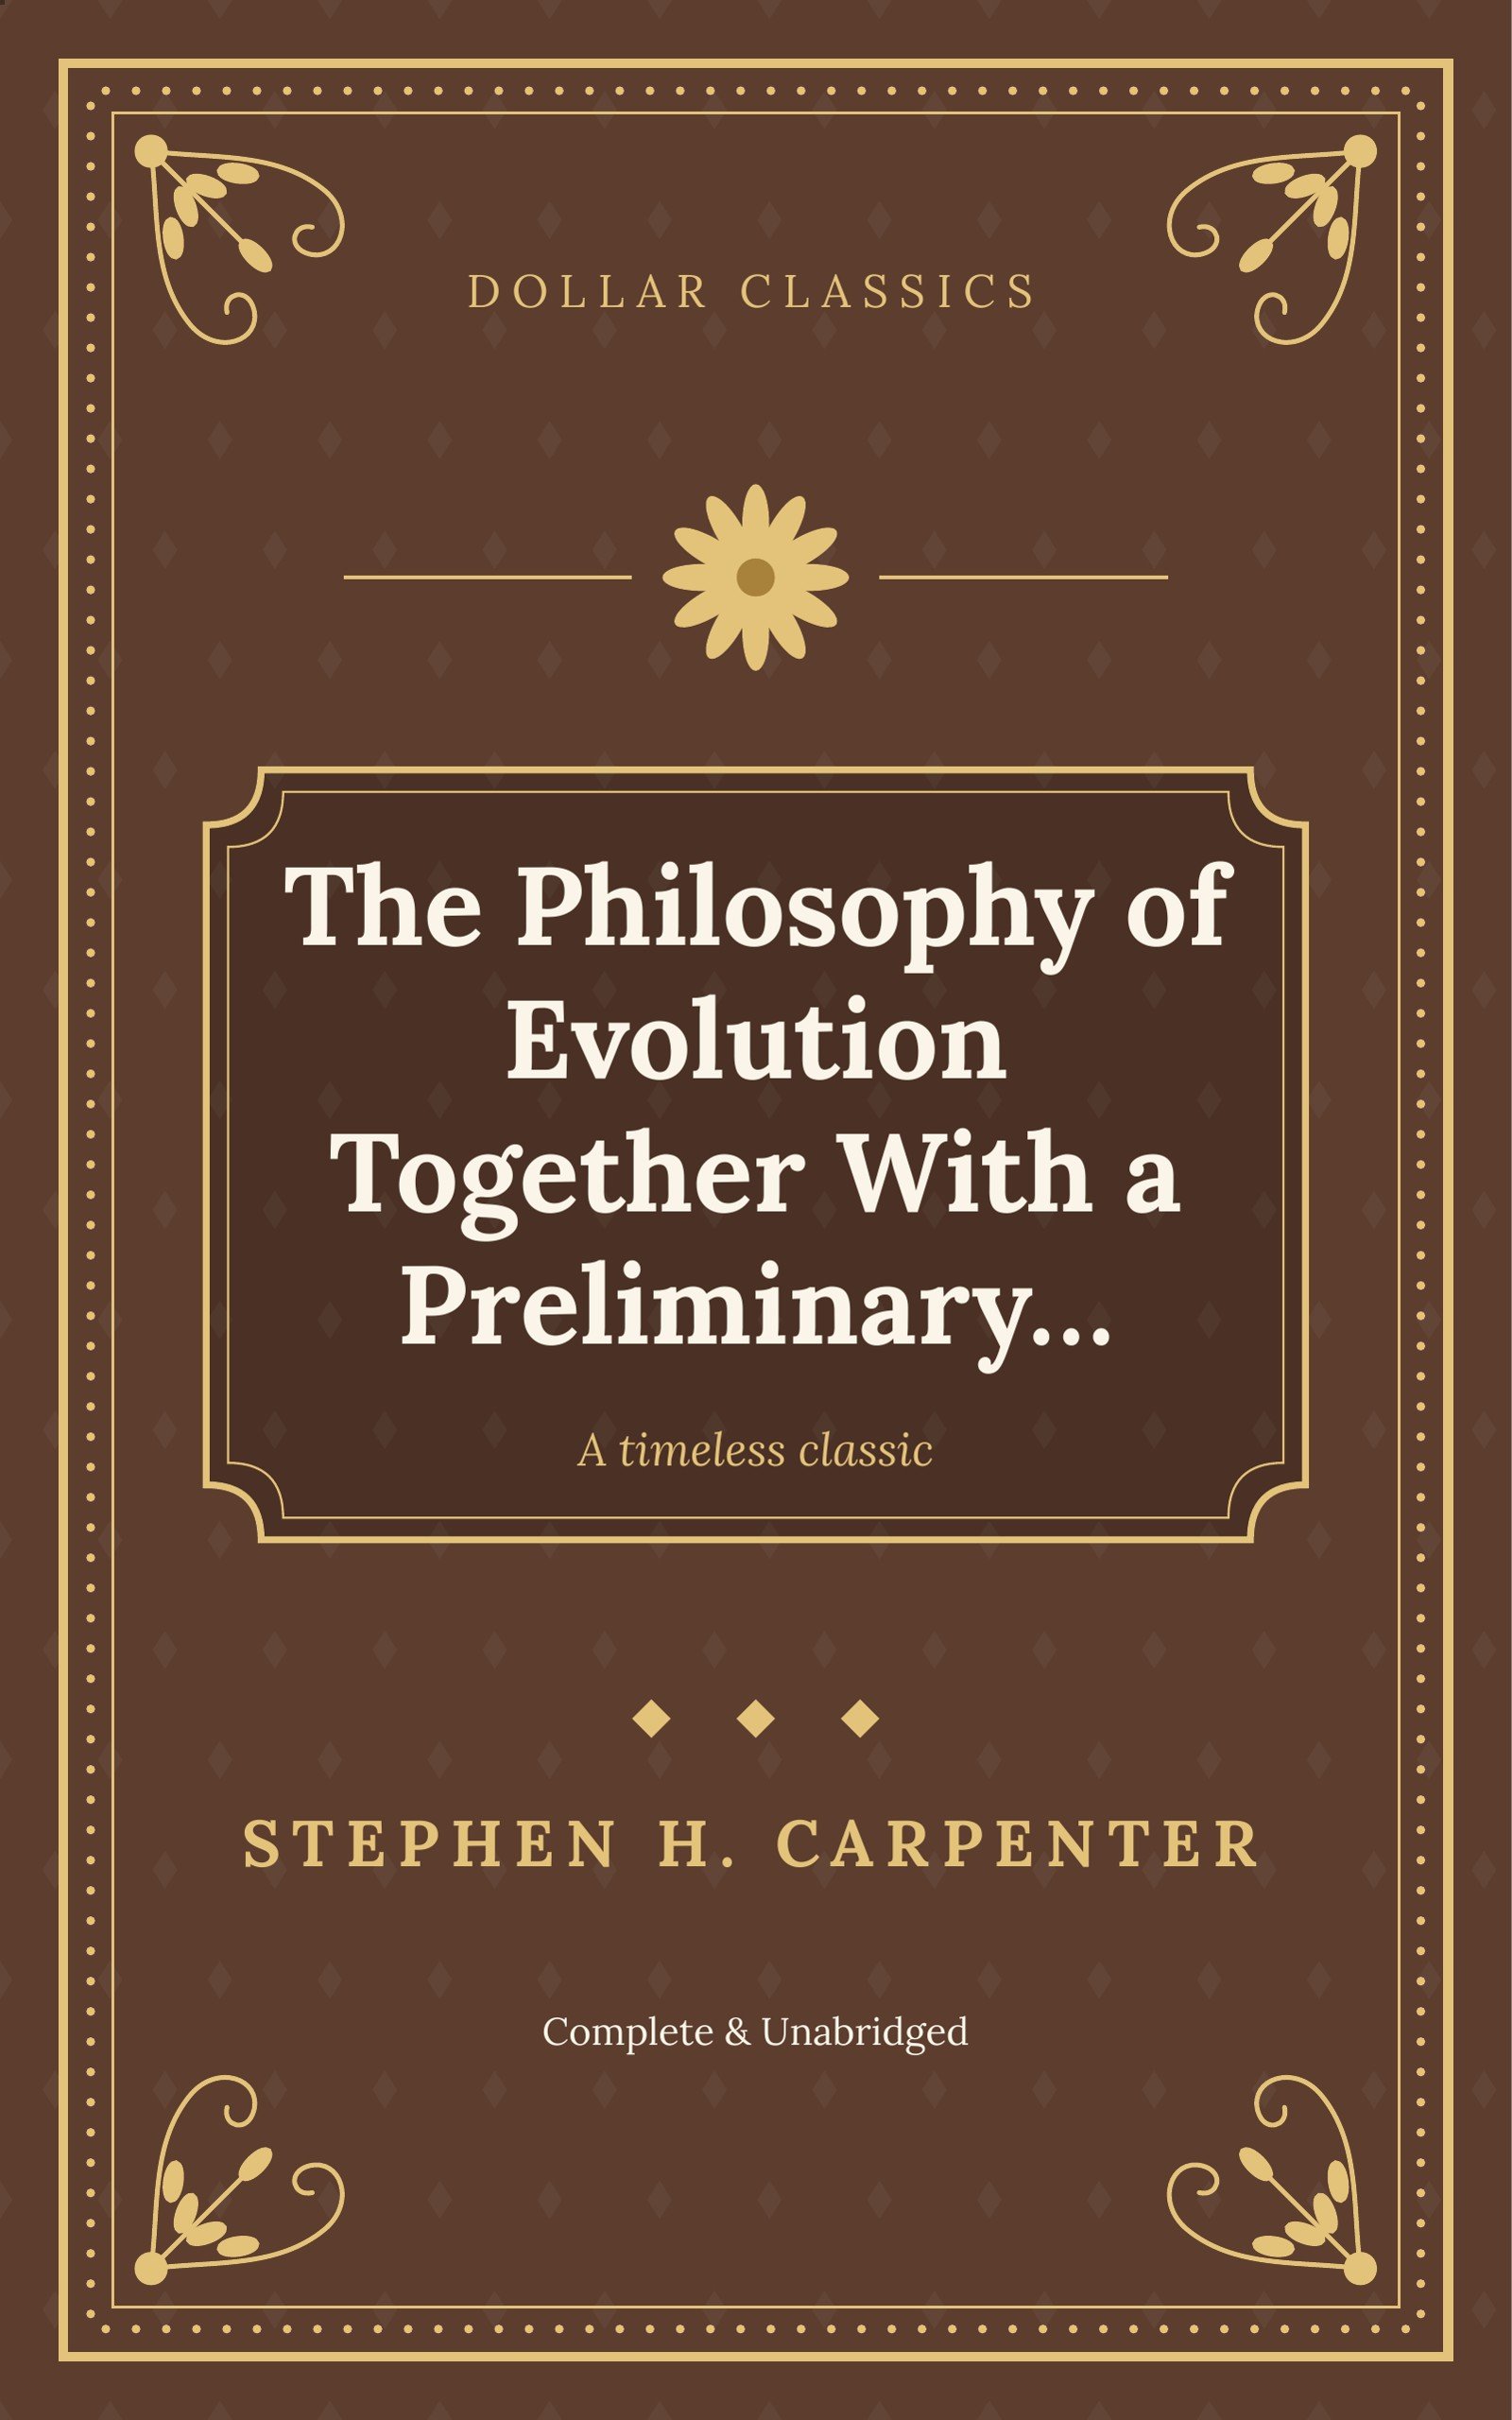 DOLLAR CLASSICS
The Philosophy of
Evolution
Together With a
Preliminary...
A timeless classic
STEPHEN H. CARPENTER
Complete & Unabridged